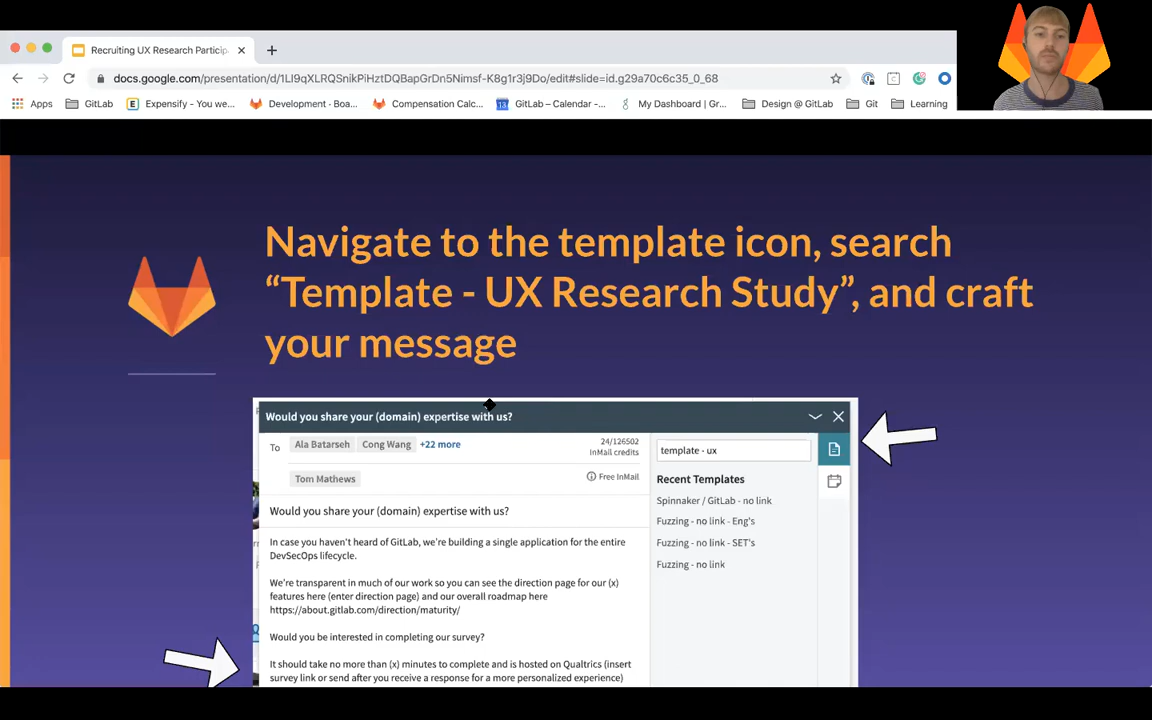 Recruiting UX Research Particip
docs.google.com/presentation/d/1LI9qXLRQSnikPiHztDQBapGrDn5Nimsf-K8g1r3j9Do/edit#slide=id.g29a70c6c35_0_68
Apps GitLab Expensify - You we... Development · Boa... Compensation Calc... GitLab – Calendar -... My Dashboard | Gr... Design @ GitLab Git Learning
Navigate to the template icon, search
“Template - UX Research Study”, and craft
your message
Would you share your (domain) expertise with us?
To Ala Batarseh Cong Wang +22 more
24/126502
InMail credits
Tom Mathews
Free InMail
Would you share your (domain) expertise with us?
In case you haven't heard of GitLab, we're building a single application for the entire
DevSecOps lifecycle.
We're transparent in much of our work so you can see the direction page for our (x)
features here (enter direction page) and our overall roadmap here
https://about.gitlab.com/direction/maturity/
Would you be interested in completing our survey?
It should take no more than (x) minutes to complete and is hosted on Qualtrics (insert
survey link or send after you receive a response for a more personalized experience)
template - ux
Recent Templates
Spinnaker / GitLab - no link
Fuzzing - no link - Eng's
Fuzzing - no link - SET's
Fuzzing - no link